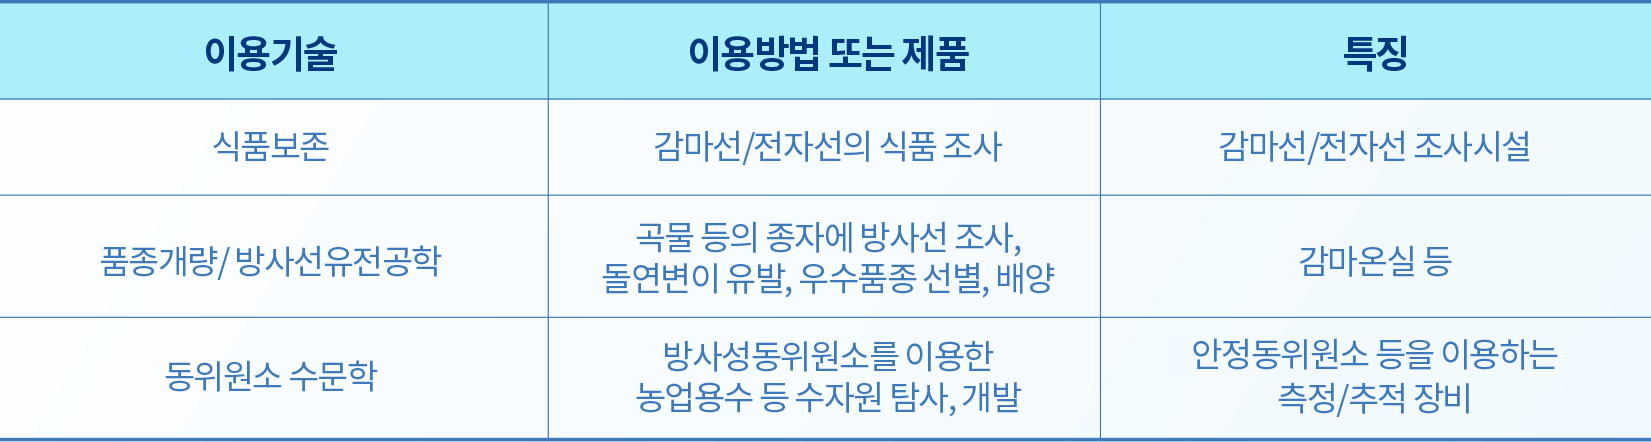 이용기술
이용방법 또는 제품
특징
식품보존
감마선/전자선의 식품 조사
감마선/전자선 조사시설
품종개량/ 방사선유전공학
곡물 등의 종자에 방사선 조사,
돌연변이 유발, 우수품종 선별, 배양
감마온실 등
동위원소 수문학
방사성동위원소를 이용한
농업용수 등 수자원 탐사, 개발
안정동위원소 등을 이용하는
측정/추적 장비